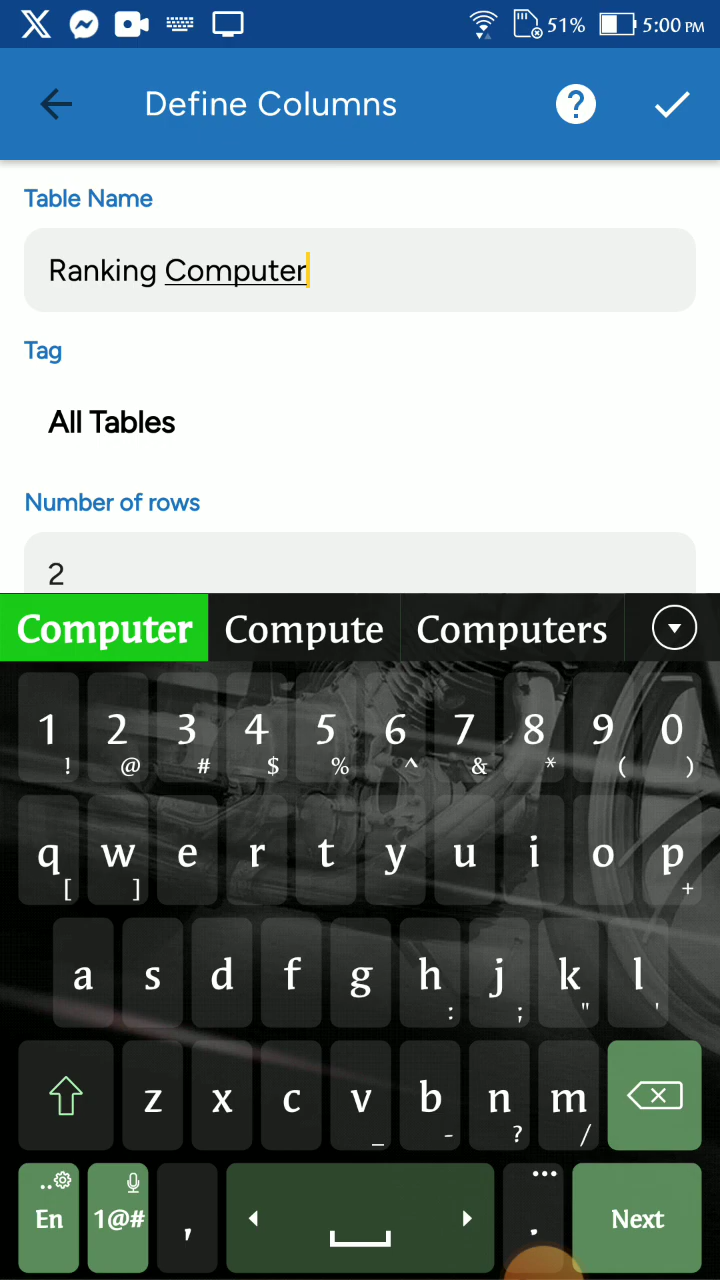 51% 5:00 PM
Define Columns
Table Name
Ranking Computer
Tag
All Tables
Number of rows
2
Computer Compute Computers
1 2 3 4 5 6 7 8 9 0
! @ # $ % ^ & * ( )
q w e r t y u i o p
[ ] +
a s d f g h j k l
: ; " '
z x c v b n m
_ - ? /
En 1@# , . Next